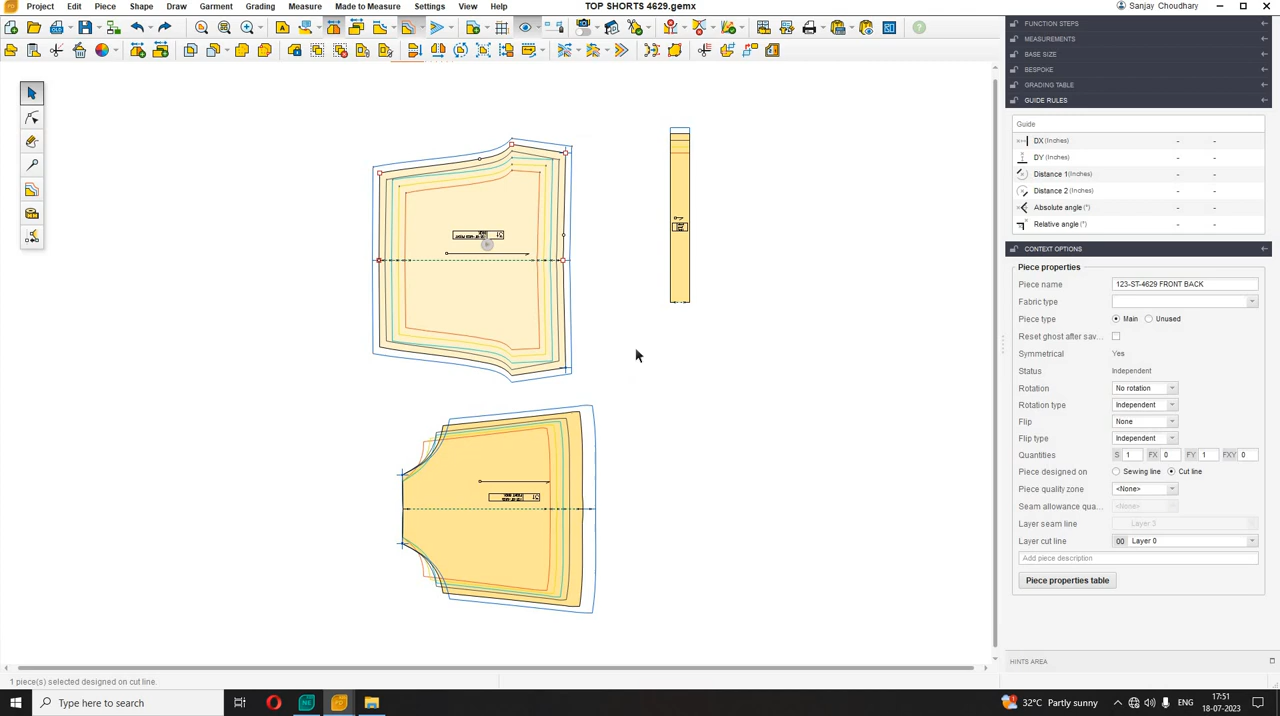 Project Edit Piece Shape Draw Garment Grading Measure Made to Measure Settings View Help
TOP SHORTS 4629.gemx
Sanjay Choudhary
FUNCTION STEPS
MEASUREMENTS
BASE SIZE
BESPOKE
GRADING TABLE
GUIDE RULES
Guide
DX (Inches) - -
DY (Inches) - -
Distance 1(Inches) - -
Distance 2 (Inches) - -
Absolute angle (°) - -
Relative angle (°) - -
CONTEXT OPTIONS
Piece properties
Piece name 123-ST-4629 FRONT BACK
Fabric type
Piece type Main Unused
Reset ghost after sav...
Symmetrical Yes
Status Independent
Rotation No rotation
Rotation type Independent
Flip None
Flip type Independent
Quantities S 1 FX 0 FY 1 FXY 0
Piece designed on Sewing line Cut line
Piece quality zone <None>
Seam allowance qua... <None>
Layer seam line Layer 3
Layer cut line 00 Layer 0
Add piece description
Piece properties table
HINTS AREA
1 piece(s) selected designed on cut line.
Type here to search
32°C Partly sunny
ENG
17:51
18-07-2023